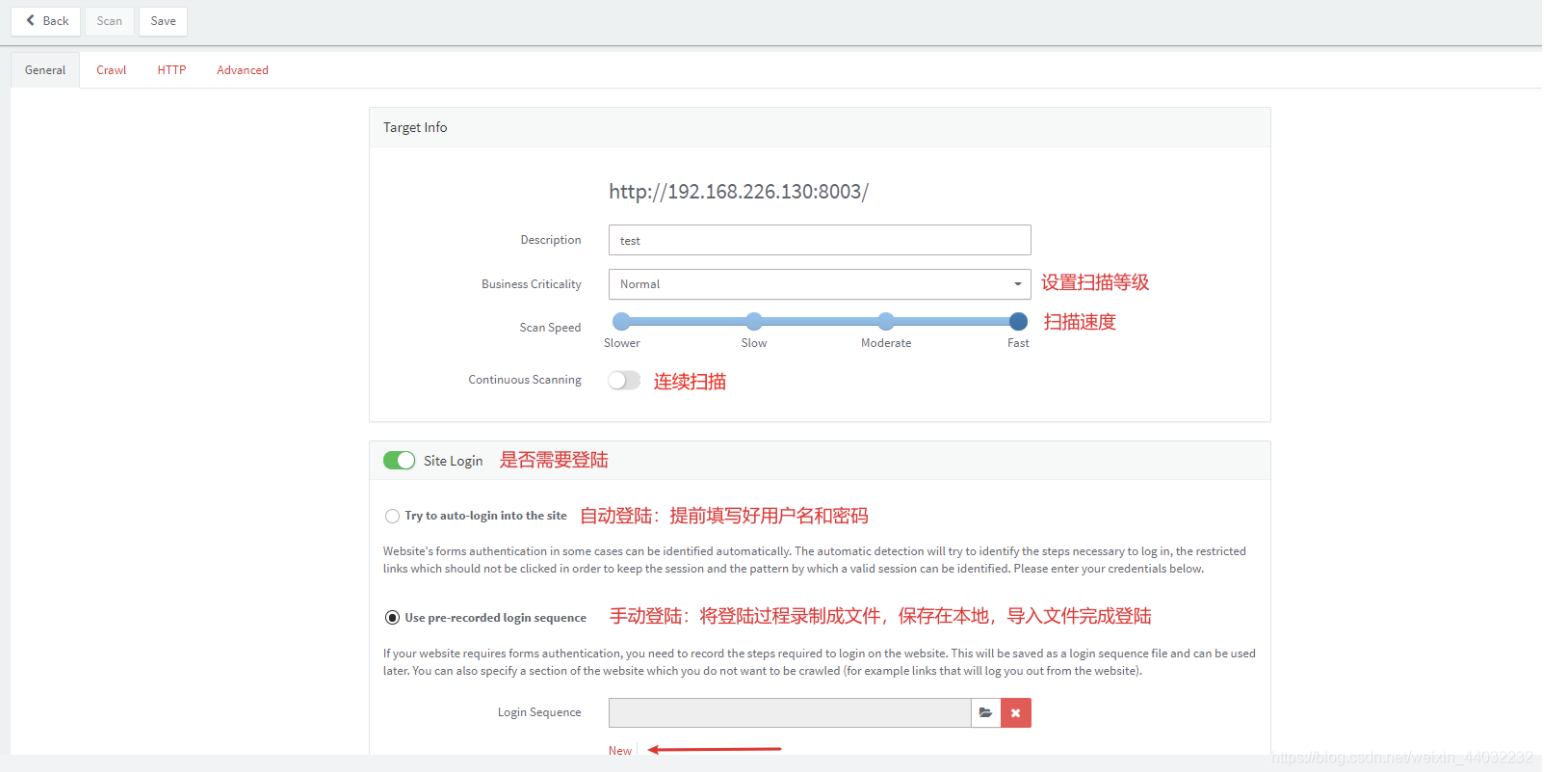 Back Scan Save
General Crawl HTTP Advanced
Target Info
http://192.168.226.130:8003/
Description test
Business Criticality Normal 设置扫描等级
Scan Speed 扫描速度
Slower Slow Moderate Fast
Continuous Scanning 连续扫描
Site Login 是否需要登陆
Try to auto-login into the site 自动登陆：提前填写好用户名和密码
Website's forms authentication in some cases can be identified automatically. The automatic detection will try to identify the steps necessary to log in, the restricted
links which should not be clicked in order to keep the session and the pattern by which a valid session can be identified. Please enter your credentials below.
Use pre-recorded login sequence 手动登陆：将登陆过程录制成文件，保存在本地，导入文件完成登陆
If your website requires forms authentication, you need to record the steps required to login on the website. This will be saved as a login sequence file and can be used
later. You can also specify a section of the website which you do not want to be crawled (for example links that will log you out from the website).
Login Sequence
New
https://blog.csdn.net/weixin_44032232